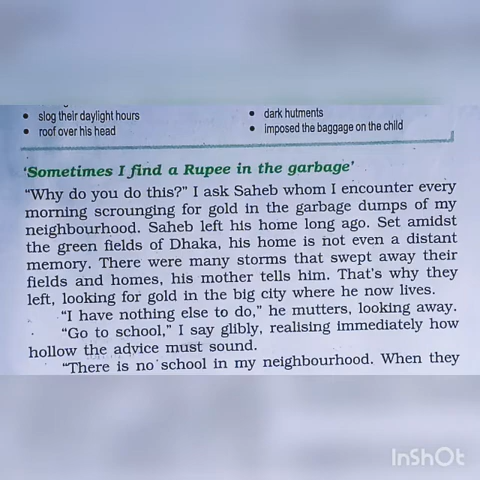 • slog their daylight hours • dark hutments
• roof over his head • imposed the baggage on the child
'Sometimes I find a Rupee in the garbage'
"Why do you do this?" I ask Saheb whom I encounter every
morning scrounging for gold in the garbage dumps of my
neighbourhood. Saheb left his home long ago. Set amidst
the green fields of Dhaka, his home is not even a distant
memory. There were many storms that swept away their
fields and homes, his mother tells him. That's why they
left, looking for gold in the big city where he now lives.
"I have nothing else to do," he mutters, looking away.
"Go to school," I say glibly, realising immediately how
hollow the advice must sound.
"There is no school in my neighbourhood. When they
InShOt